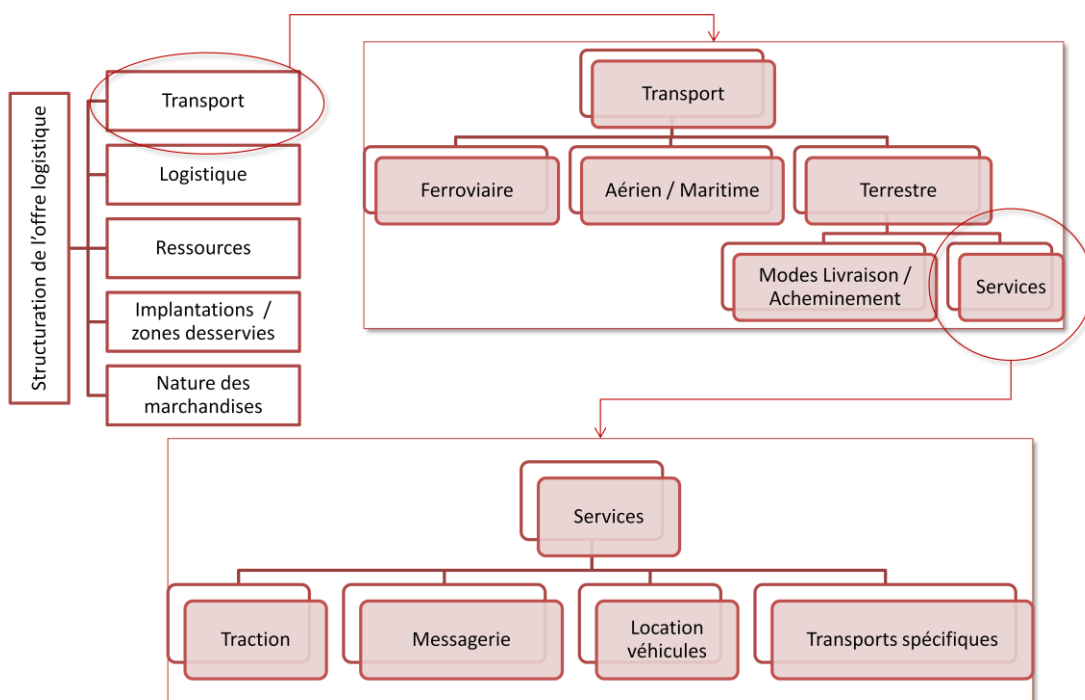 Structuration de l'offre logistique
Transport
Logistique
Ressources
Implantations /
zones desservies
Nature des
marchandises
Transport
Ferroviaire
Aérien / Maritime
Terrestre
Modes Livraison /
Acheminement
Services
Services
Traction
Messagerie
Location
véhicules
Transports spécifiques